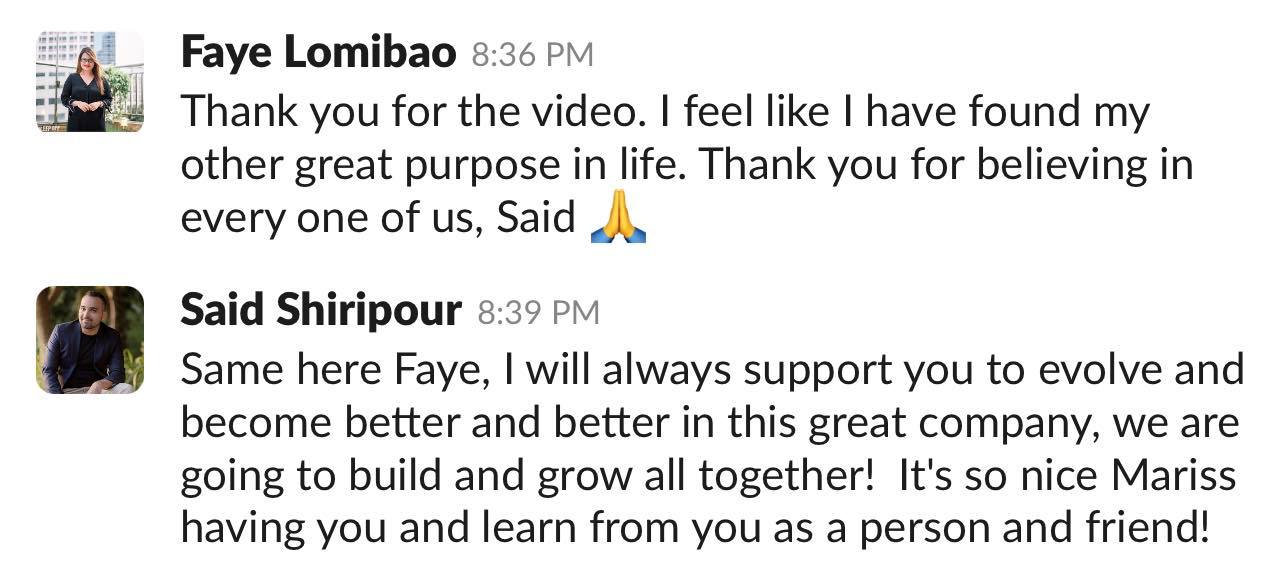 Faye Lomibao 8:36 PM
Thank you for the video. I feel like I have found my
other great purpose in life. Thank you for believing in
every one of us, Said 🙏
Said Shiripour 8:39 PM
Same here Faye, I will always support you to evolve and
become better and better in this great company, we are
going to build and grow all together!  It's so nice Mariss
having you and learn from you as a person and friend!